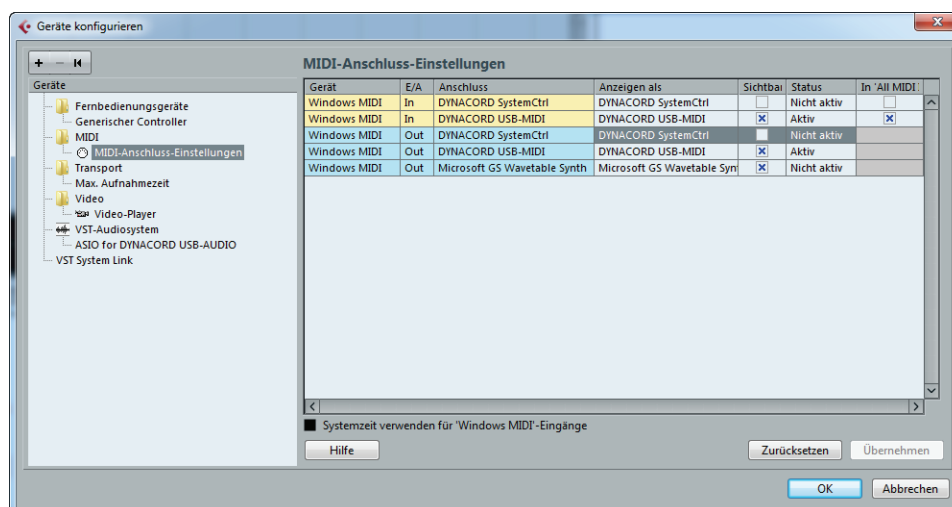 Geräte konfigurieren
Geräte
Fernbedienungsgeräte
Generischer Controller
MIDI
MIDI-Anschluss-Einstellungen
Transport
Max. Aufnahmezeit
Video
Video-Player
VST-Audiosystem
ASIO for DYNACORD USB-AUDIO
VST System Link
MIDI-Anschluss-Einstellungen
Gerät E/A Anschluss Anzeigen als Sichtbar Status In 'All MIDI
Windows MIDI In DYNACORD SystemCtrl DYNACORD SystemCtrl Nicht aktiv
Windows MIDI In DYNACORD USB-MIDI DYNACORD USB-MIDI Aktiv
Windows MIDI Out DYNACORD SystemCtrl DYNACORD SystemCtrl Nicht aktiv
Windows MIDI Out DYNACORD USB-MIDI DYNACORD USB-MIDI Aktiv
Windows MIDI Out Microsoft GS Wavetable Synth Microsoft GS Wavetable Syn Nicht aktiv
Systemzeit verwenden für 'Windows MIDI'-Eingänge
Hilfe Zurücksetzen Übernehmen
OK Abbrechen